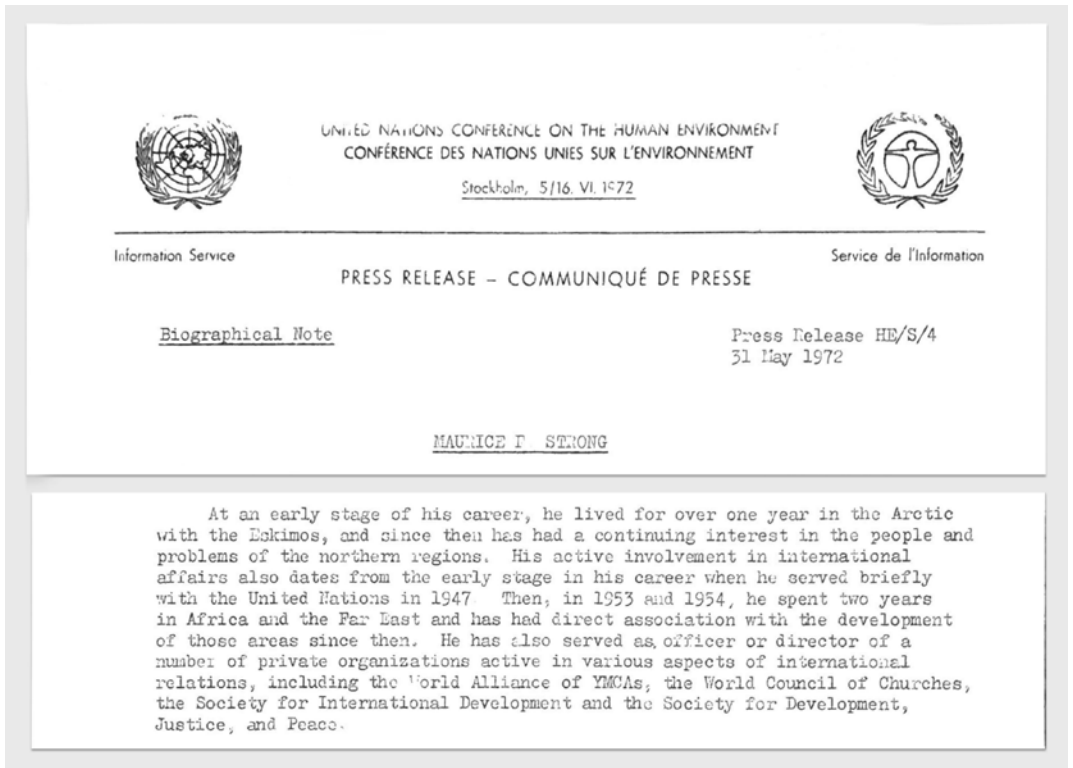 UNITED NATIONS CONFERENCE ON THE HUMAN ENVIRONMENT
CONFÉRENCE DES NATIONS UNIES SUR L'ENVIRONNEMENT
Stockholm, 5/16. VI. 1972
Information Service
Service de l'Information
PRESS RELEASE – COMMUNIQUÉ DE PRESSE
Biographical Note
Press Release HE/S/4
31 May 1972
MAURICE F. STRONG
At an early stage of his career, he lived for over one year in the Arctic
with the Eskimos, and since then has had a continuing interest in the people and
problems of the northern regions. His active involvement in international
affairs also dates from the early stage in his career when he served briefly
with the United Nations in 1947 Then, in 1953 and 1954, he spent two years
in Africa and the Far East and has had direct association with the development
of those areas since then. He has also served as officer or director of a
number of private organizations active in various aspects of international
relations, including the World Alliance of YMCAs, the World Council of Churches,
the Society for International Development and the Society for Development,
Justice, and Peace.